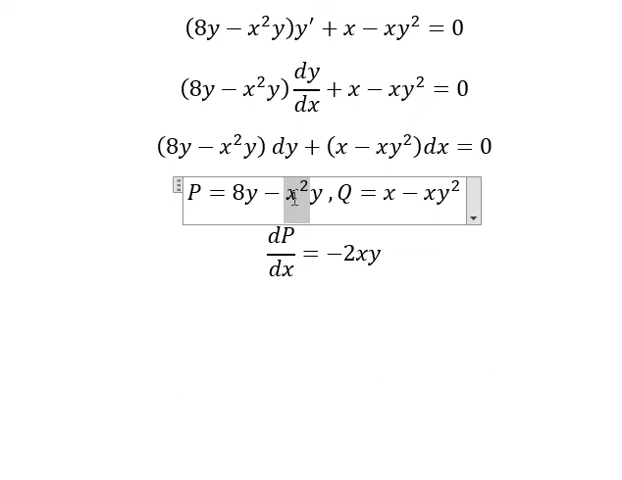 (8y − x²y)y′ + x − xy² = 0
(8y − x²y) dy/dx + x − xy² = 0
(8y − x²y) dy + (x − xy²)dx = 0
P = 8y − x²y , Q = x − xy²
dP/dx = −2xy